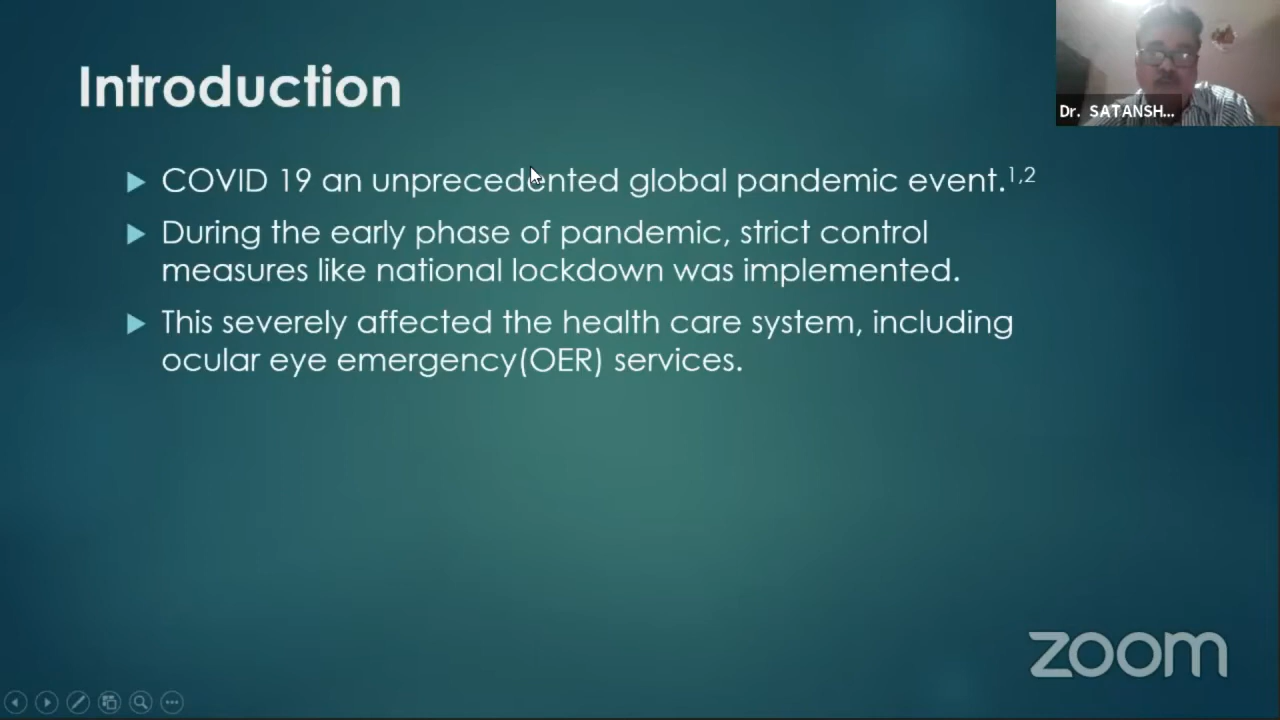 Introduction
Dr. SATANSH...
COVID 19 an unprecedented global pandemic event.1,2
During the early phase of pandemic, strict control
measures like national lockdown was implemented.
This severely affected the health care system, including
ocular eye emergency(OER) services.
zoom